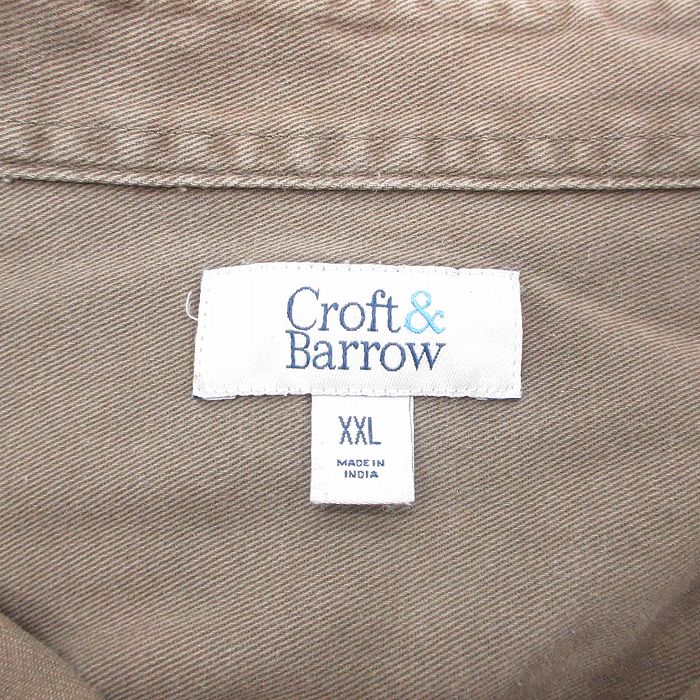 Croft&
Barrow
XXL
MADE IN
INDIA